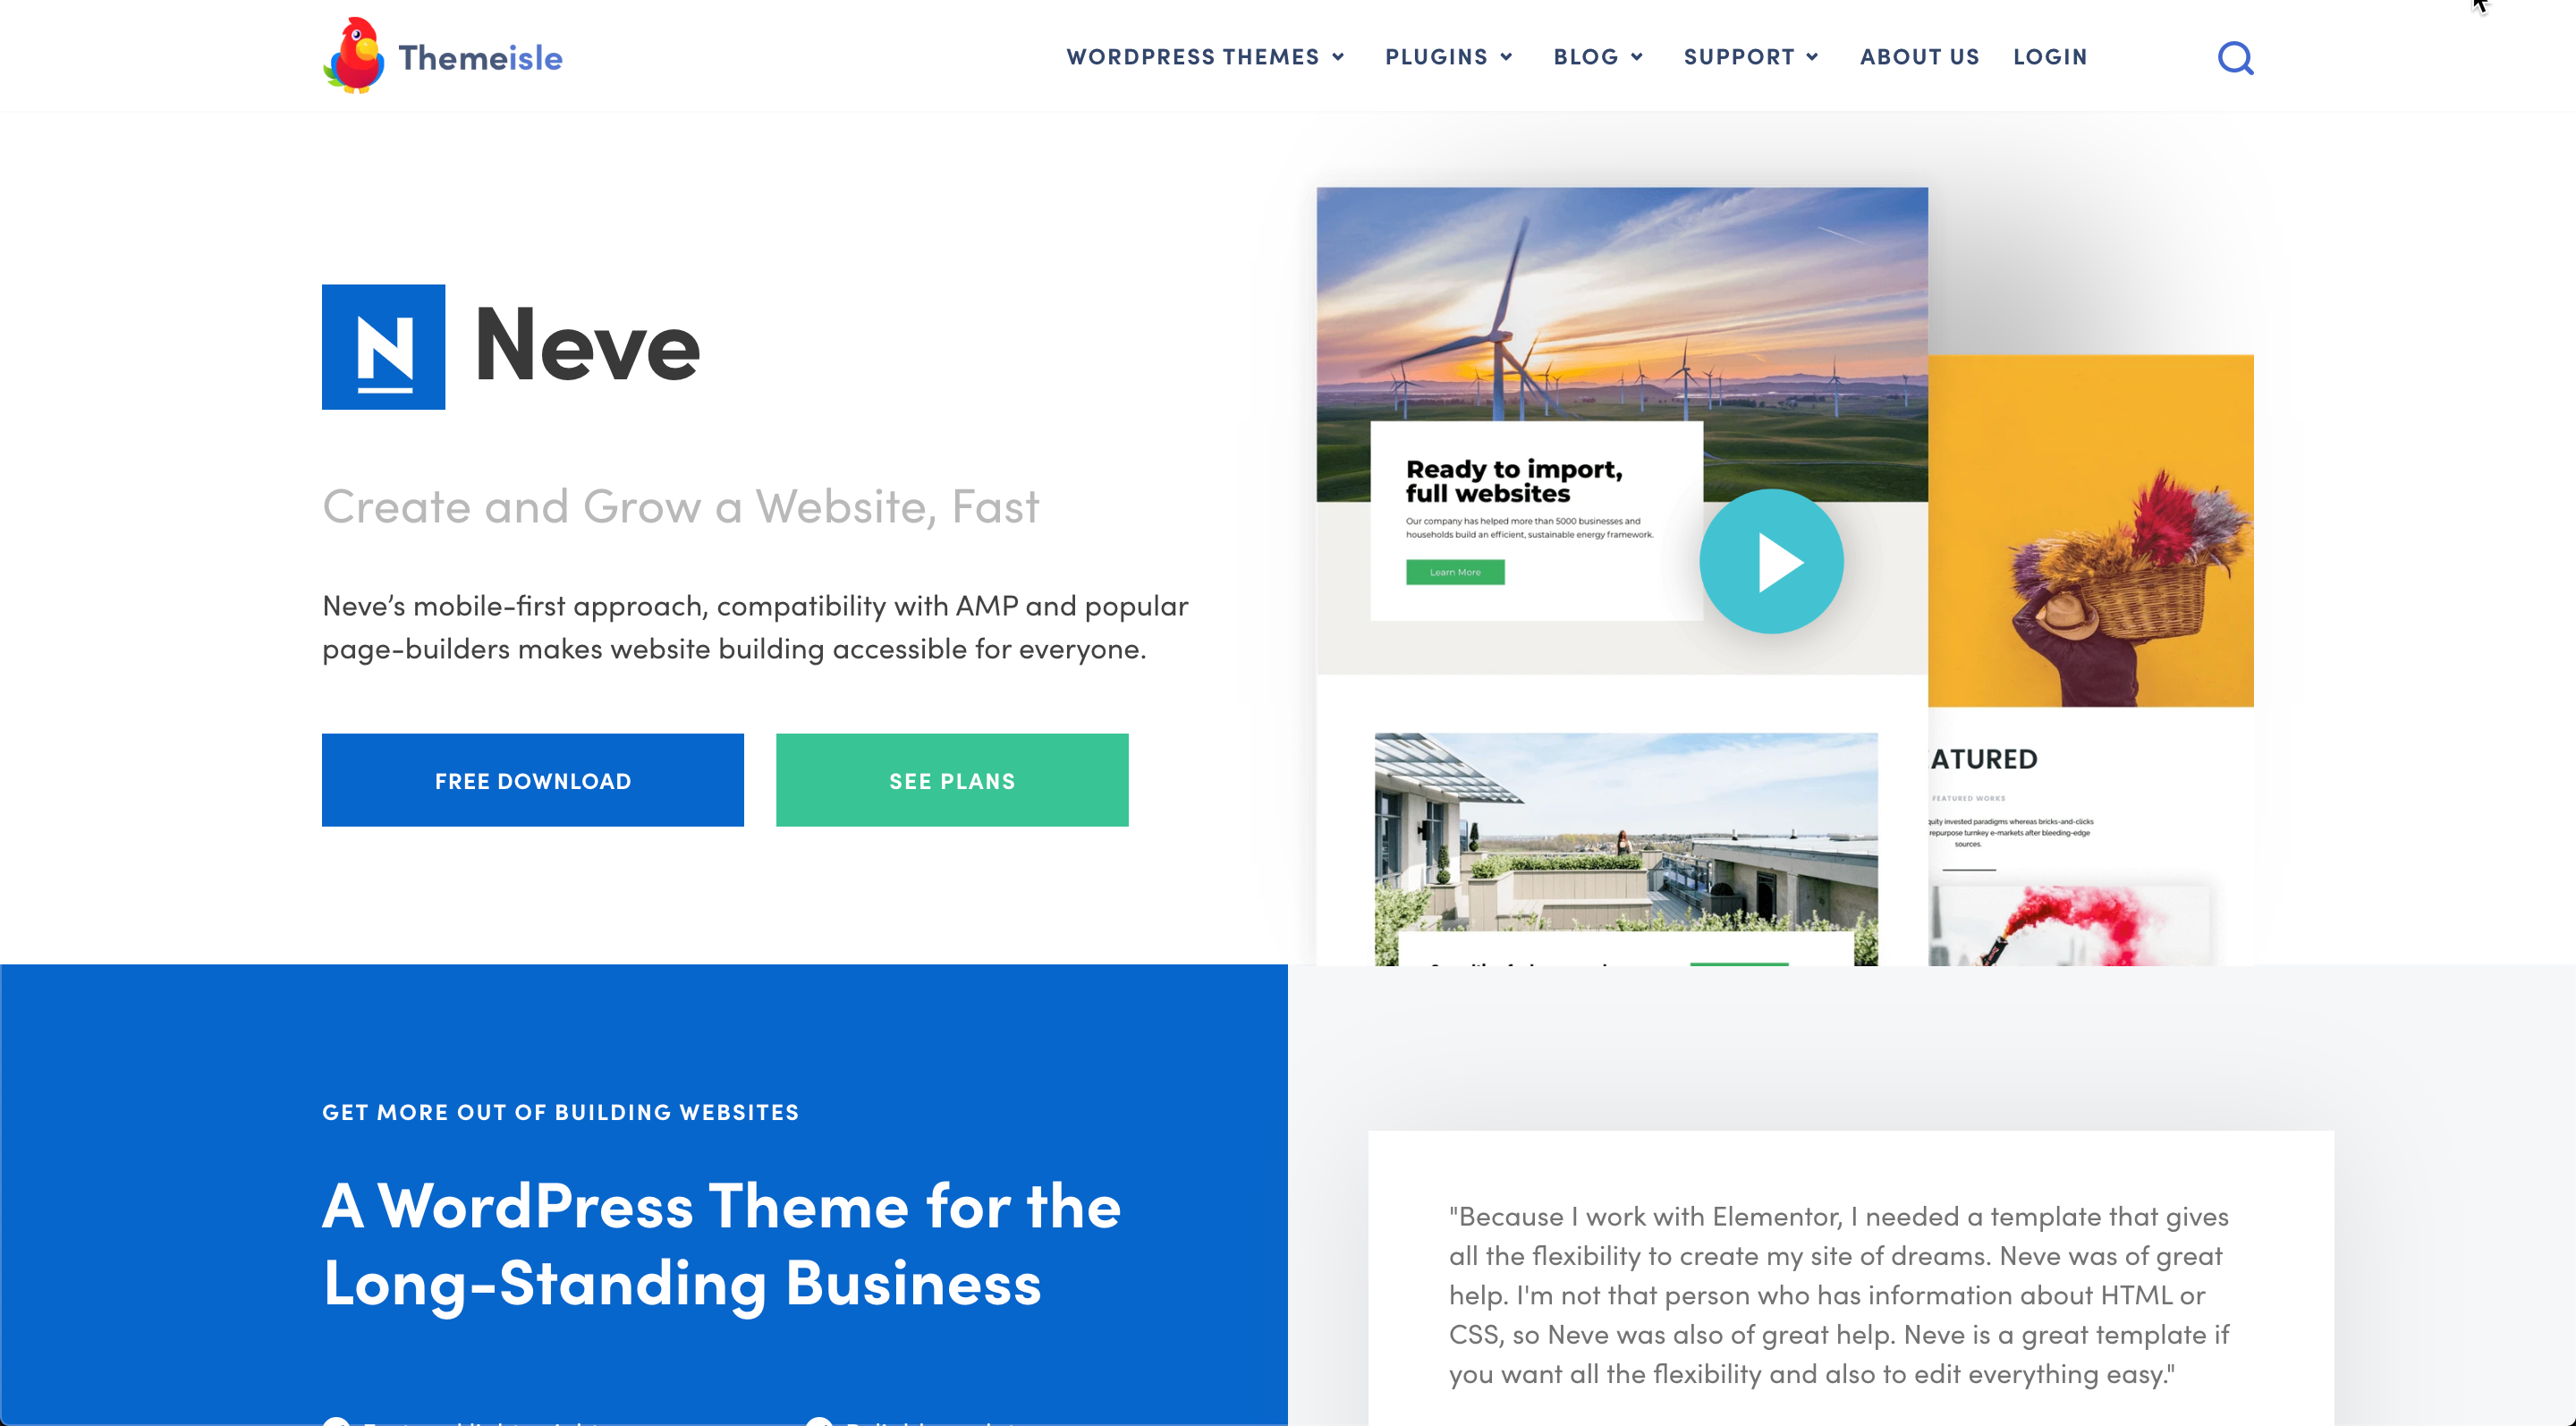 Themeisle
WORDPRESS THEMES
PLUGINS
BLOG
SUPPORT
ABOUT US
LOGIN
N
Neve
Create and Grow a Website, Fast
Neve’s mobile-first approach, compatibility with AMP and popular
page-builders makes website building accessible for everyone.
FREE DOWNLOAD
SEE PLANS
Ready to import,
full websites
Our company has helped more than 5000 businesses and
households build an efficient, sustainable energy framework.
Learn More
ATURED
FEATURED WORKS
invested paradigms whereas bricks-and-clicks
repurpose turnkey e-markets after bleeding-edge
sources.
GET MORE OUT OF BUILDING WEBSITES
A WordPress Theme for the
Long-Standing Business
"Because I work with Elementor, I needed a template that gives
all the flexibility to create my site of dreams. Neve was of great
help. I'm not that person who has information about HTML or
CSS, so Neve was also of great help. Neve is a great template if
you want all the flexibility and also to edit everything easy."